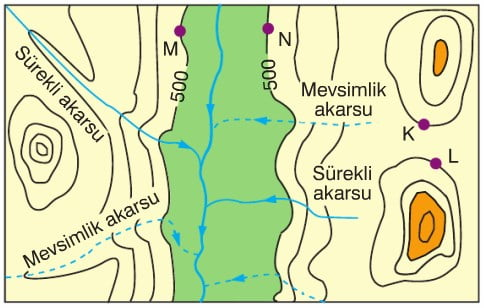 M
N
500
500
Sürekli akarsu
Mevsimlik
akarsu
K
L
Sürekli
akarsu
Mevsimlik akarsu